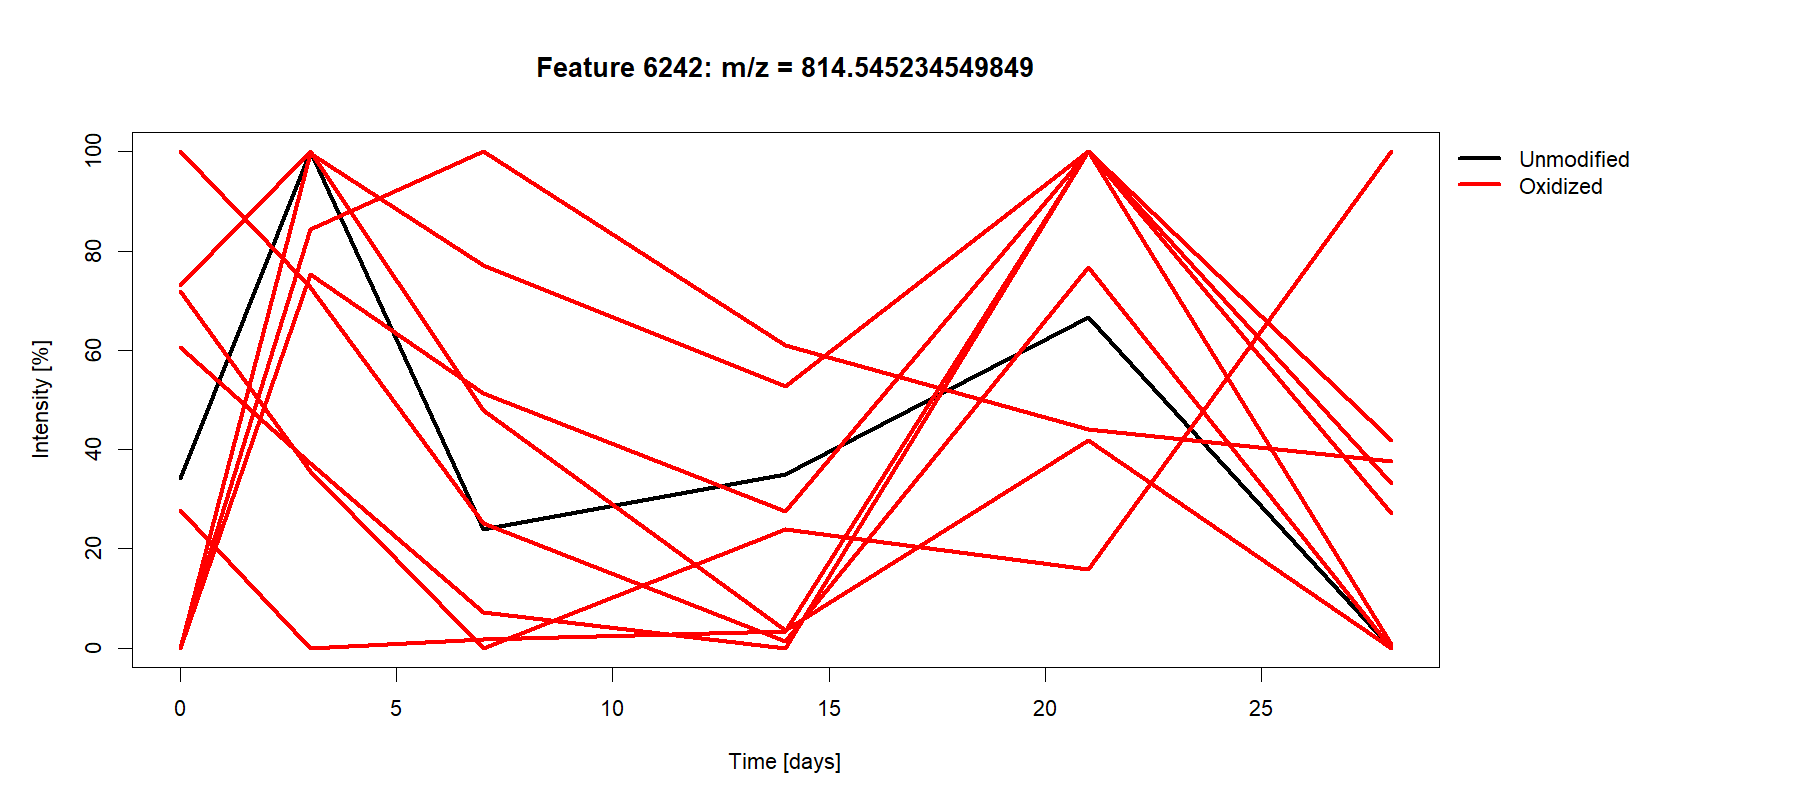 Feature 6242: m/z = 814.545234549849
Unmodified
Oxidized
100
80
60
40
20
0
Intensity [%]
0 5 10 15 20 25
Time [days]